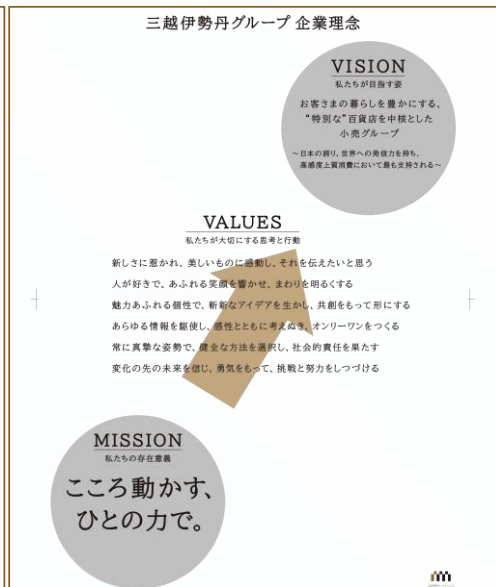 三越伊勢丹グループ 企業理念
VISION
私たちが目指す姿
お客さまの暮らしを豊かにする、
“特別な”百貨店を中核とした
小売グループ
～日本の誇り、世界への発信力を持ち、
高感度上質消費において最も支持される～
VALUES
私たちが大切にする思考と行動
新しさに惹かれ、美しいものに感動し、それを伝えたいと思う
人が好きで、あふれる笑顔を響かせ、まわりを明るくする
魅力あふれる個性で、斬新なアイデアを生かし、共創をもって形にする
あらゆる情報を駆使し、感性とともに考えぬき、オンリーワンをつくる
常に真摯な姿勢で、健全な方法を選択し、社会的責任を果たす
変化の先の未来を信じ、勇気をもって、挑戦と努力をしつづける
MISSION
私たちの存在意義
こころ動かす、
ひとの力で。